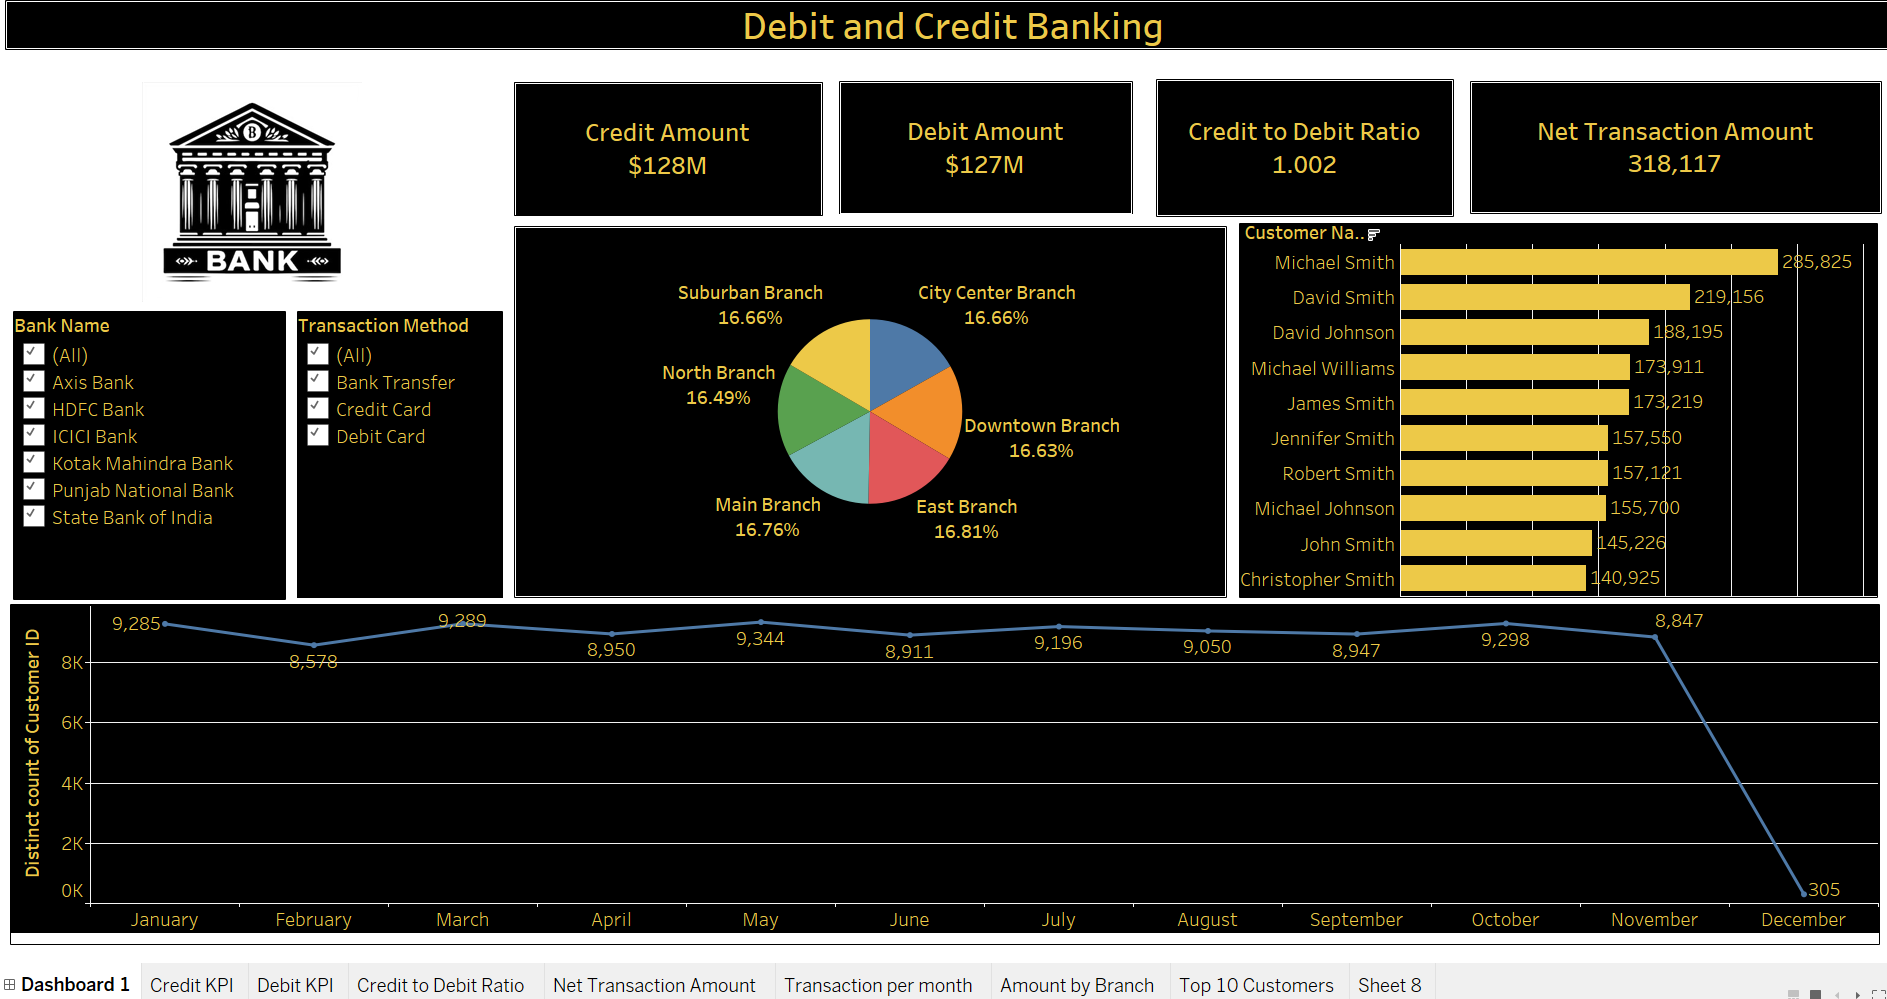 Debit and Credit Banking
BANK
Credit Amount
$128M
Debit Amount
$127M
Credit to Debit Ratio
1.002
Net Transaction Amount
318,117
Bank Name
(All)
Axis Bank
HDFC Bank
ICICI Bank
Kotak Mahindra Bank
Punjab National Bank
State Bank of India
Transaction Method
(All)
Bank Transfer
Credit Card
Debit Card
Suburban Branch
16.66%
City Center Branch
16.66%
North Branch
16.49%
Downtown Branch
16.63%
Main Branch
16.76%
East Branch
16.81%
Customer Na..
Michael Smith 285,825
David Smith 219,156
David Johnson 188,195
Michael Williams 173,911
James Smith 173,219
Jennifer Smith 157,550
Robert Smith 157,121
Michael Johnson 155,700
John Smith 145,226
Christopher Smith 140,925
Distinct count of Customer ID
8K
6K
4K
2K
0K
9,285 8,578 9,289 8,950 9,344 8,911 9,196 9,050 8,947 9,298 8,847 305
January February March April May June July August September October November December
Dashboard 1 Credit KPI Debit KPI Credit to Debit Ratio Net Transaction Amount Transaction per month Amount by Branch Top 10 Customers Sheet 8